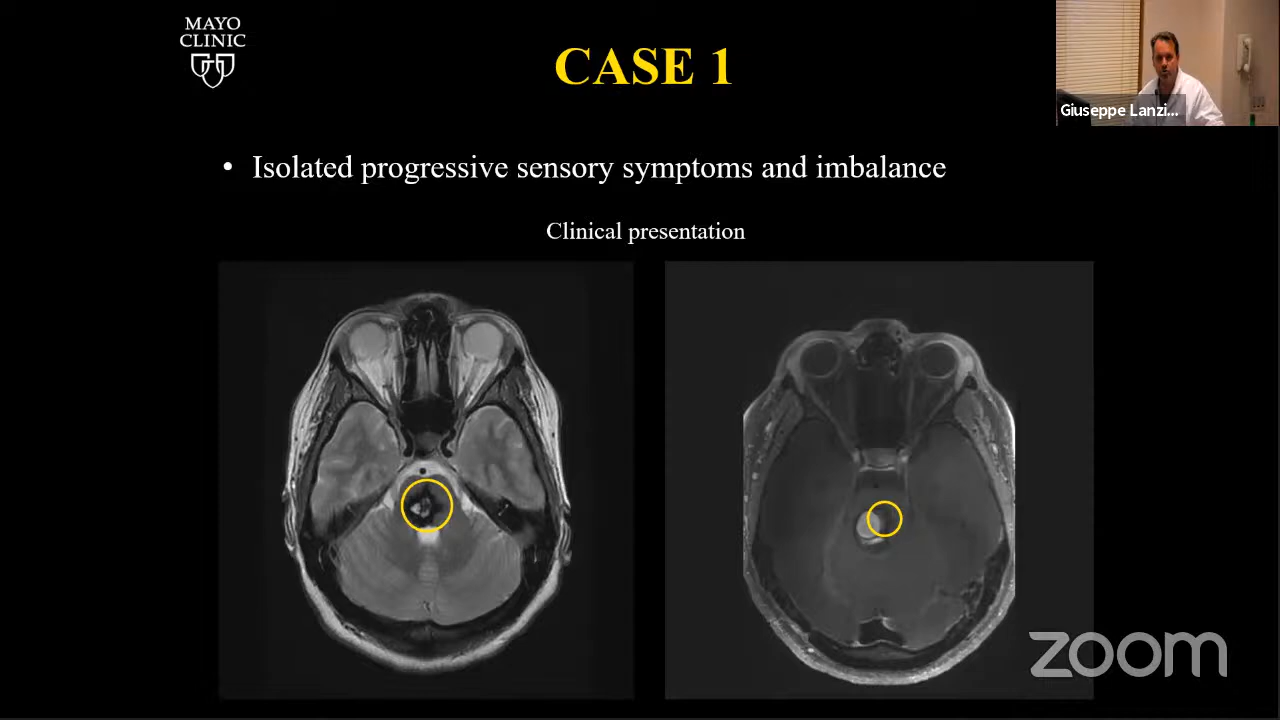 MAYO
CLINIC
CASE 1
Giuseppe Lanzi...
• Isolated progressive sensory symptoms and imbalance
Clinical presentation
zoom